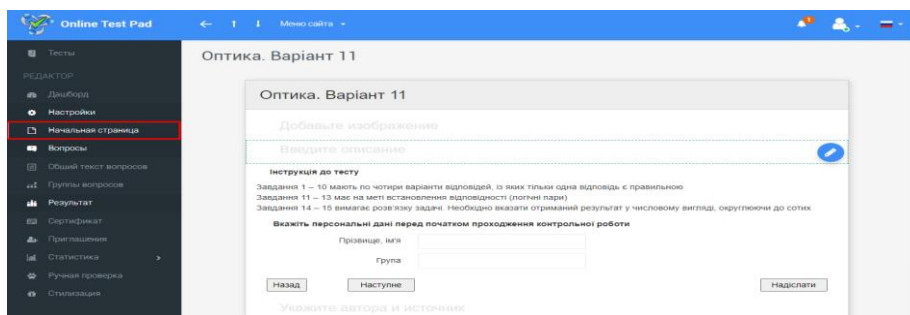 Online Test Pad
Меню сайта
Тесты
РЕДАКТОР
Дашборд
Настройки
Начальная страница
Вопросы
Общий текст вопросов
Группы вопросов
Результат
Сертификат
Приглашения
Статистика
Ручная проверка
Стилизация
Оптика. Варіант 11
Оптика. Варіант 11
Добавьте изображение
Введите описание
Інструкція до тесту
Завдання 1 – 10 мають по чотири варіанти відповідей, із яких тільки одна відповідь є правильною
Завдання 11 – 13 має на меті встановлення відповідності (логічні пари)
Завдання 14 – 15 вимагає розв'язку задачі. Необхідно вказати отриманий результат у числовому вигляді, округлюючи до сотих
Вкажіть персональні дані перед початком проходження контрольної роботи
Прізвище, ім'я
Група
Назад Наступне Надіслати
Укажите автора и источник